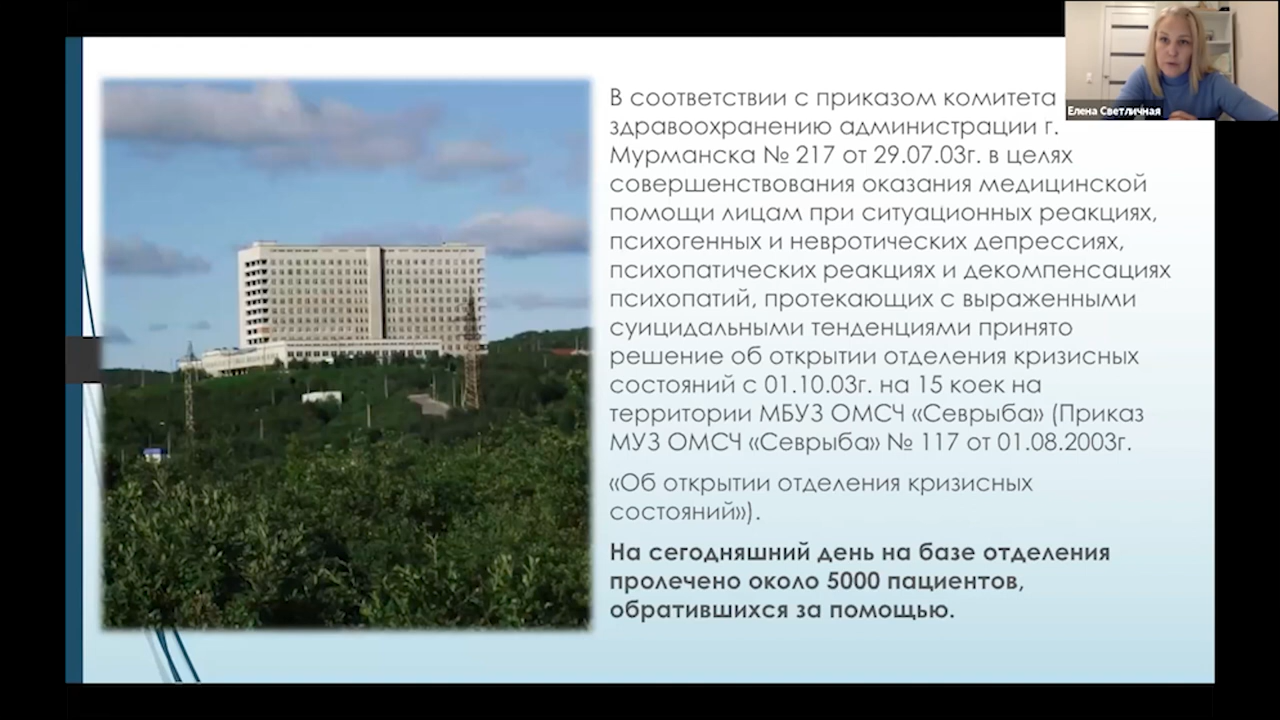 В соответствии с приказом комитета
здравоохранению администрации г.
Мурманска № 217 от 29.07.03г. в целях
совершенствования оказания медицинской
помощи лицам при ситуационных реакциях,
психогенных и невротических депрессиях,
психопатических реакциях и декомпенсациях
психопатий, протекающих с выраженными
суицидальными тенденциями принято
решение об открытии отделения кризисных
состояний с 01.10.03г. на 15 коек на
территории МБУЗ ОМСЧ «Севрыба» (Приказ
МУЗ ОМСЧ «Севрыба» № 117 от 01.08.2003г.
«Об открытии отделения кризисных
состояний»).
На сегодняшний день на базе отделения
пролечено около 5000 пациентов,
обратившихся за помощью.
Елена Светличная